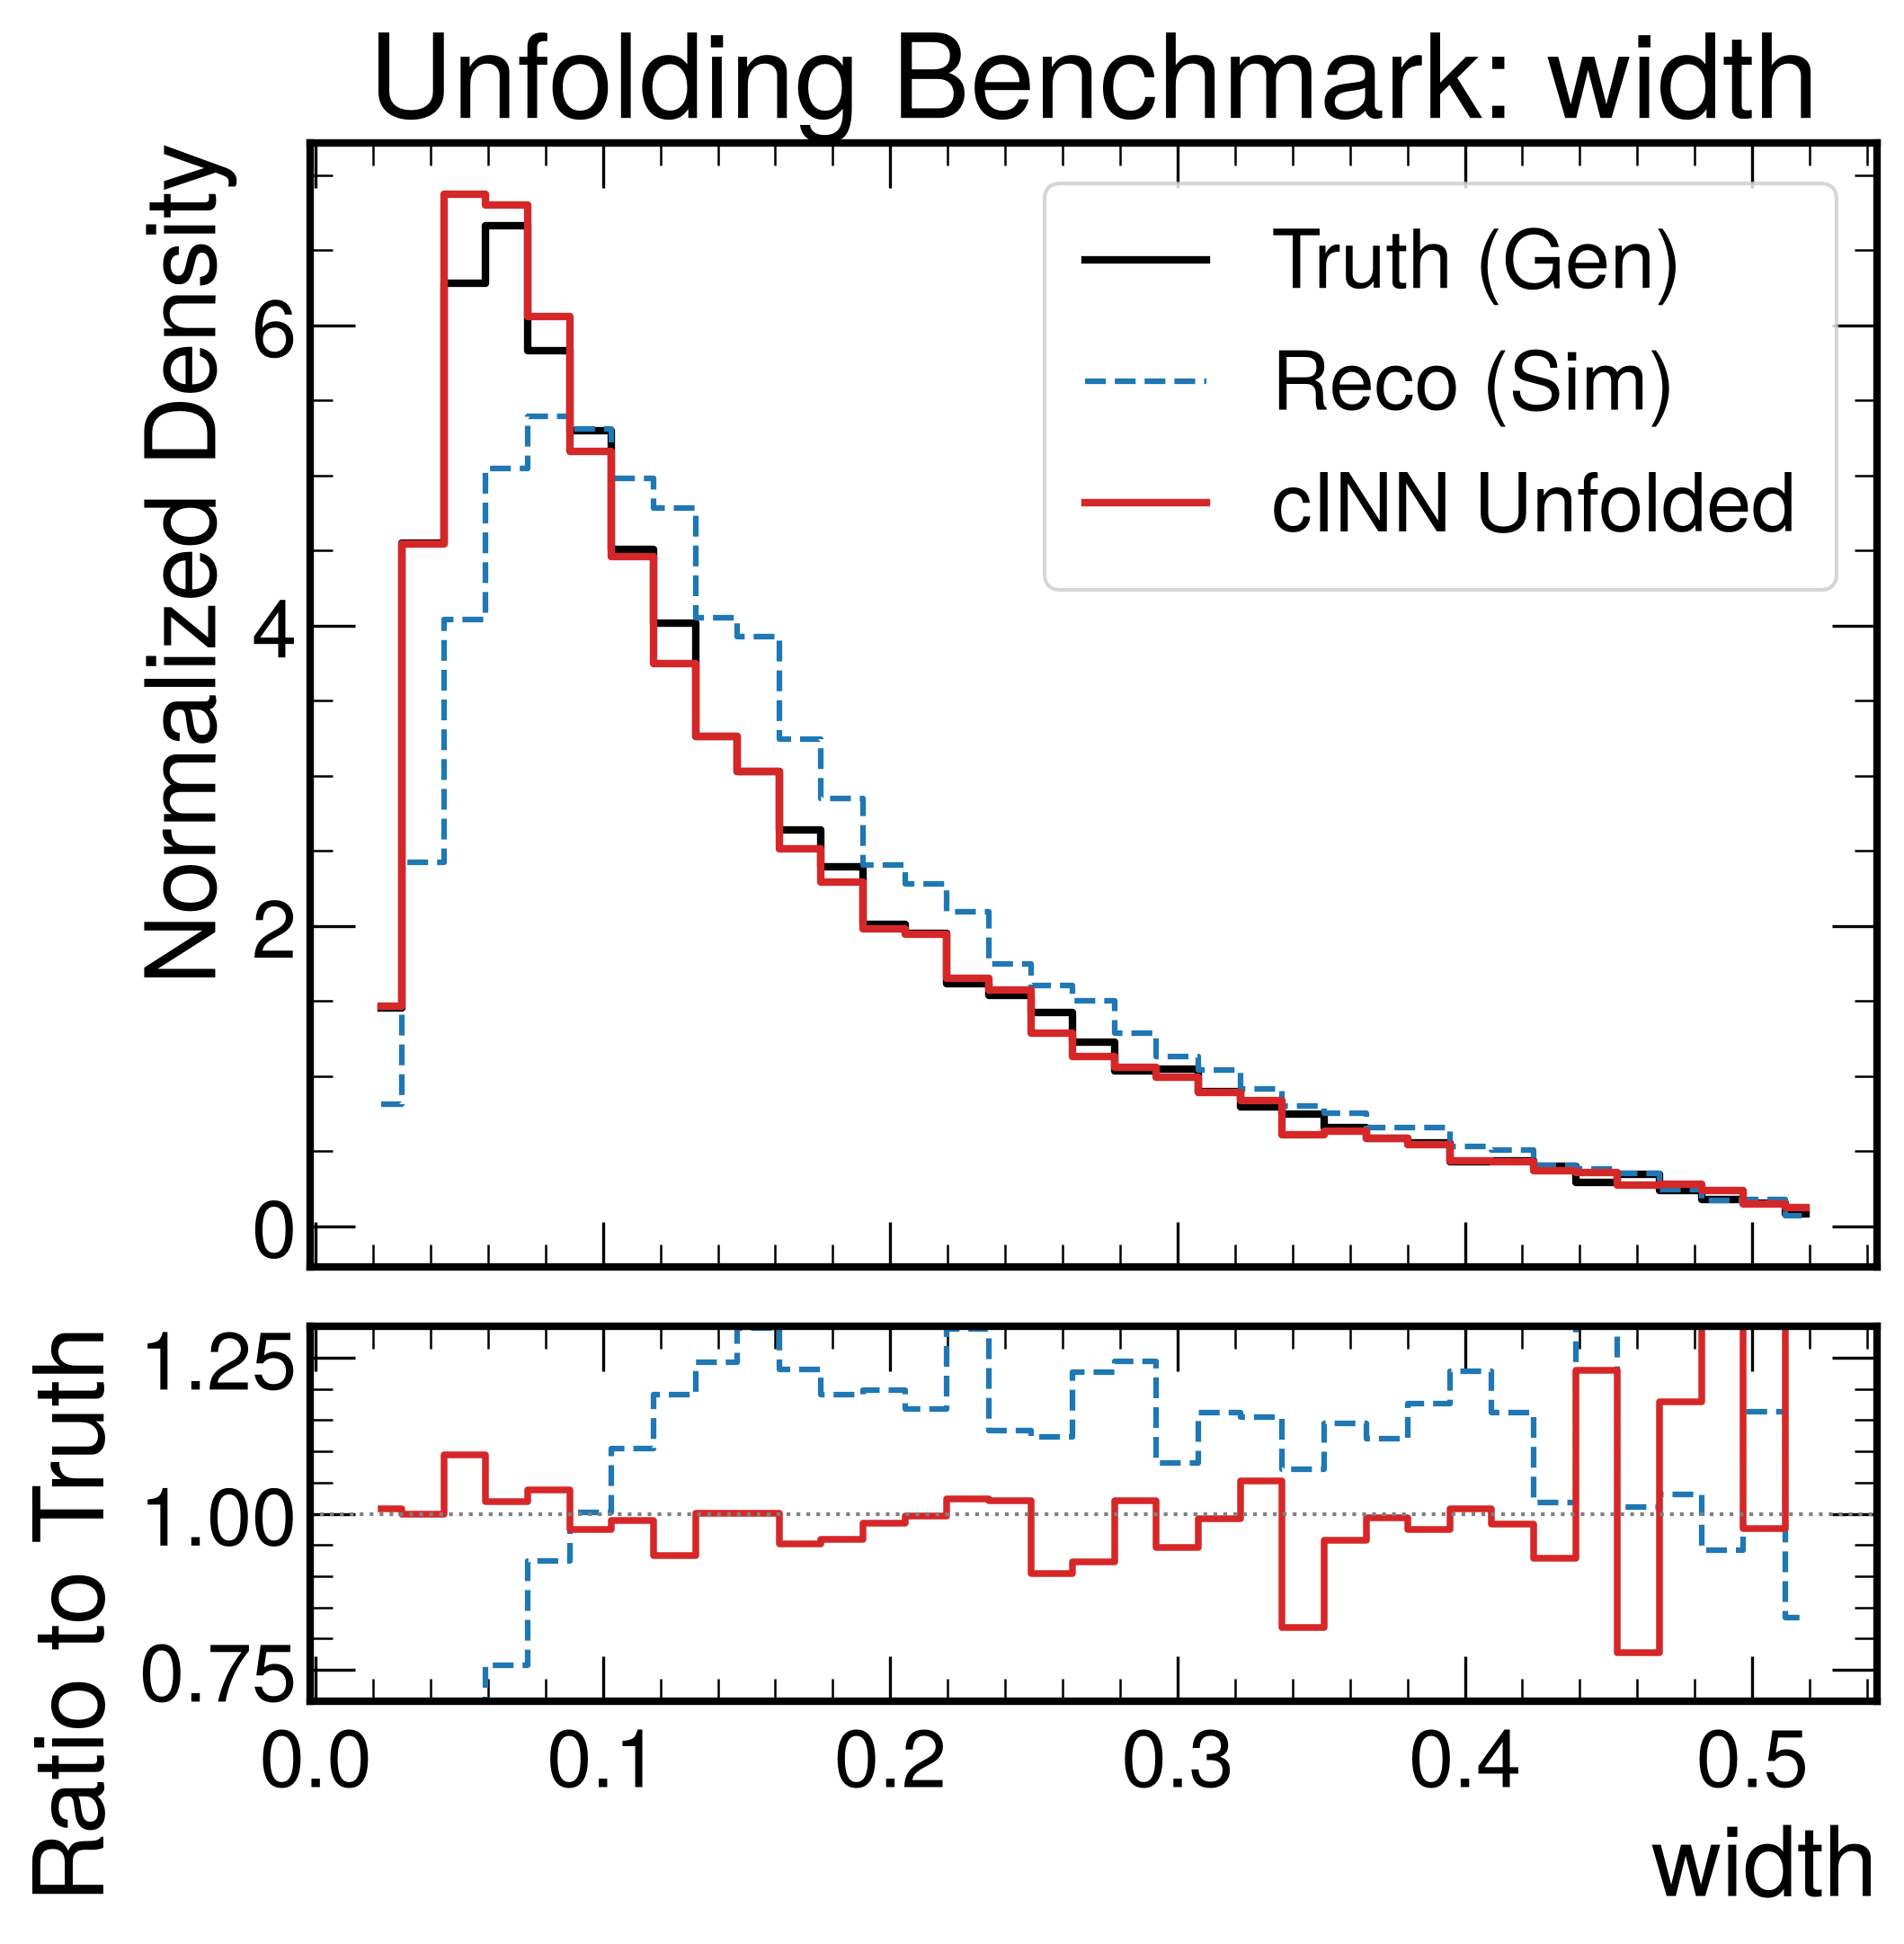 Unfolding Benchmark: width
Normalized Density
6
4
2
0
Truth (Gen)
Reco (Sim)
cINN Unfolded
Ratio to Truth
1.25
1.00
0.75
0.0 0.1 0.2 0.3 0.4 0.5
width